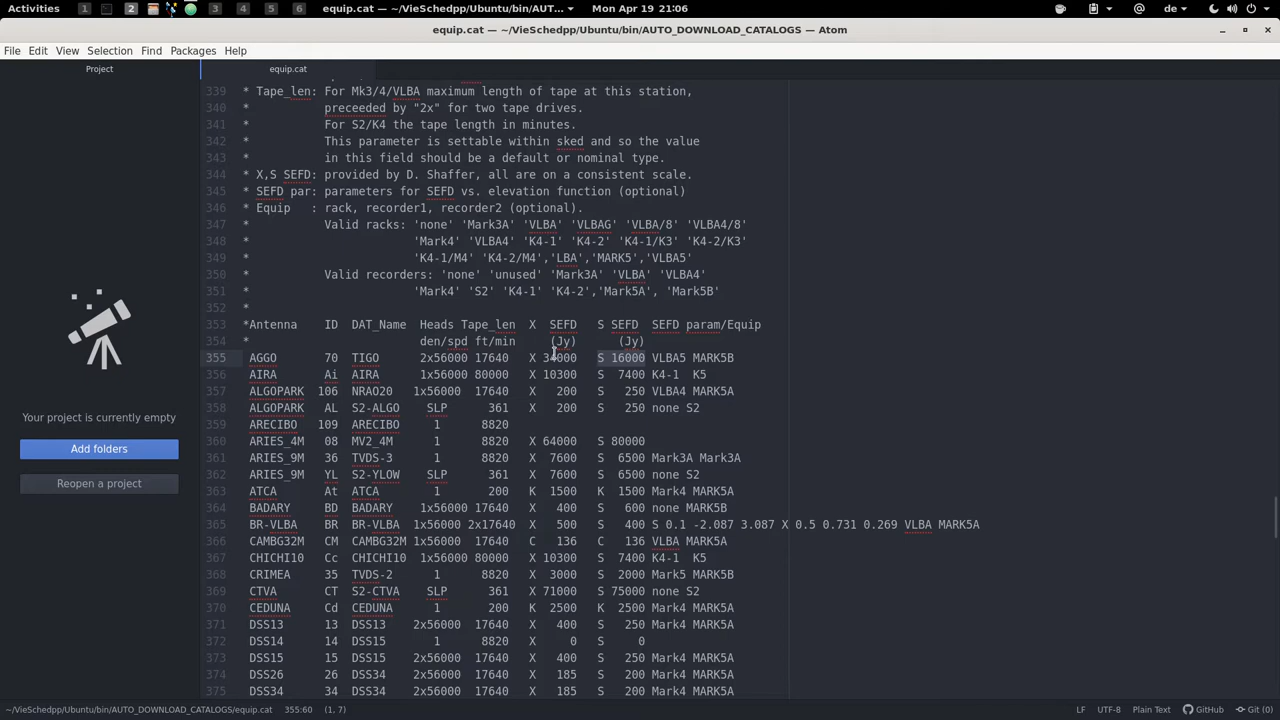 Activities 1 2 3 4 5 6 equip.cat — ~/VieSchedpp/Ubuntu/bin/AUT... Mon Apr 19 21:06 de
equip.cat — ~/VieSchedpp/Ubuntu/bin/AUTO_DOWNLOAD_CATALOGS — Atom
File Edit View Selection Find Packages Help
Project equip.cat
339 * Tape_len: For Mk3/4/VLBA maximum length of tape at this station,
340 * preceeded by "2x" for two tape drives.
341 * For S2/K4 the tape length in minutes.
342 * This parameter is settable within sked and so the value
343 * in this field should be a default or nominal type.
344 * X,S SEFD: provided by D. Shaffer, all are on a consistent scale.
345 * SEFD par: parameters for SEFD vs. elevation function (optional)
346 * Equip : rack, recorder1, recorder2 (optional).
347 * Valid racks: 'none' 'Mark3A' 'VLBA' 'VLBAG' 'VLBA/8' 'VLBA4/8'
348 * 'Mark4' 'VLBA4' 'K4-1' 'K4-2' 'K4-1/K3' 'K4-2/K3'
349 * 'K4-1/M4' 'K4-2/M4','LBA','MARK5','VLBA5'
350 * Valid recorders: 'none' 'unused' 'Mark3A' 'VLBA' 'VLBA4'
351 * 'Mark4' 'S2' 'K4-1' 'K4-2','Mark5A', 'Mark5B'
352 *
353 *Antenna ID DAT_Name Heads Tape_len X SEFD S SEFD SEFD param/Equip
354 * den/spd ft/min (Jy) (Jy)
355 AGGO 70 TIGO 2x56000 17640 X 34000 S 16000 VLBA5 MARK5B
356 AIRA Ai AIRA 1x56000 80000 X 10300 S 7400 K4-1 K5
357 ALGOPARK 106 NRAO20 1x56000 17640 X 200 S 250 VLBA4 MARK5A
358 ALGOPARK AL S2-ALGO SLP 361 X 200 S 250 none S2
359 ARECIBO 109 ARECIBO 1 8820
360 ARIES_4M 08 MV2_4M 1 8820 X 64000 S 80000
361 ARIES_9M 36 TVDS-3 1 8820 X 7600 S 6500 Mark3A Mark3A
362 ARIES_9M YL S2-YLOW SLP 361 X 7600 S 6500 none S2
363 ATCA At ATCA 1 200 K 1500 K 1500 Mark4 MARK5A
364 BADARY BD BADARY 1x56000 17640 X 400 S 600 none MARK5B
365 BR-VLBA BR BR-VLBA 1x56000 2x17640 X 500 S 400 S 0.1 -2.087 3.087 X 0.5 0.731 0.269 VLBA MARK5A
366 CAMBG32M CM CAMBG32M 1x56000 17640 C 136 C 136 VLBA MARK5A
367 CHICHI10 Cc CHICHI10 1x56000 80000 X 10300 S 7400 K4-1 K5
368 CRIMEA 35 TVDS-2 1 8820 X 3000 S 2000 Mark5 MARK5B
369 CTVA CT S2-CTVA SLP 361 X 71000 S 75000 none S2
370 CEDUNA Cd CEDUNA 1 200 K 2500 K 2500 Mark4 MARK5A
371 DSS13 13 DSS13 2x56000 17640 X 400 S 250 Mark4 MARK5A
372 DSS14 14 DSS15 1 8820 X 0 S 0
373 DSS15 15 DSS15 2x56000 17640 X 400 S 250 Mark4 MARK5A
374 DSS26 26 DSS34 2x56000 17640 X 185 S 200 Mark4 MARK5A
375 DSS34 34 DSS34 2x56000 17640 X 185 S 200 Mark4 MARK5A
Your project is currently empty
Add folders
Reopen a project
~/VieSchedpp/Ubuntu/bin/AUTO_DOWNLOAD_CATALOGS/equip.cat 355:60 (1, 7) LF UTF-8 Plain Text GitHub Git (0)